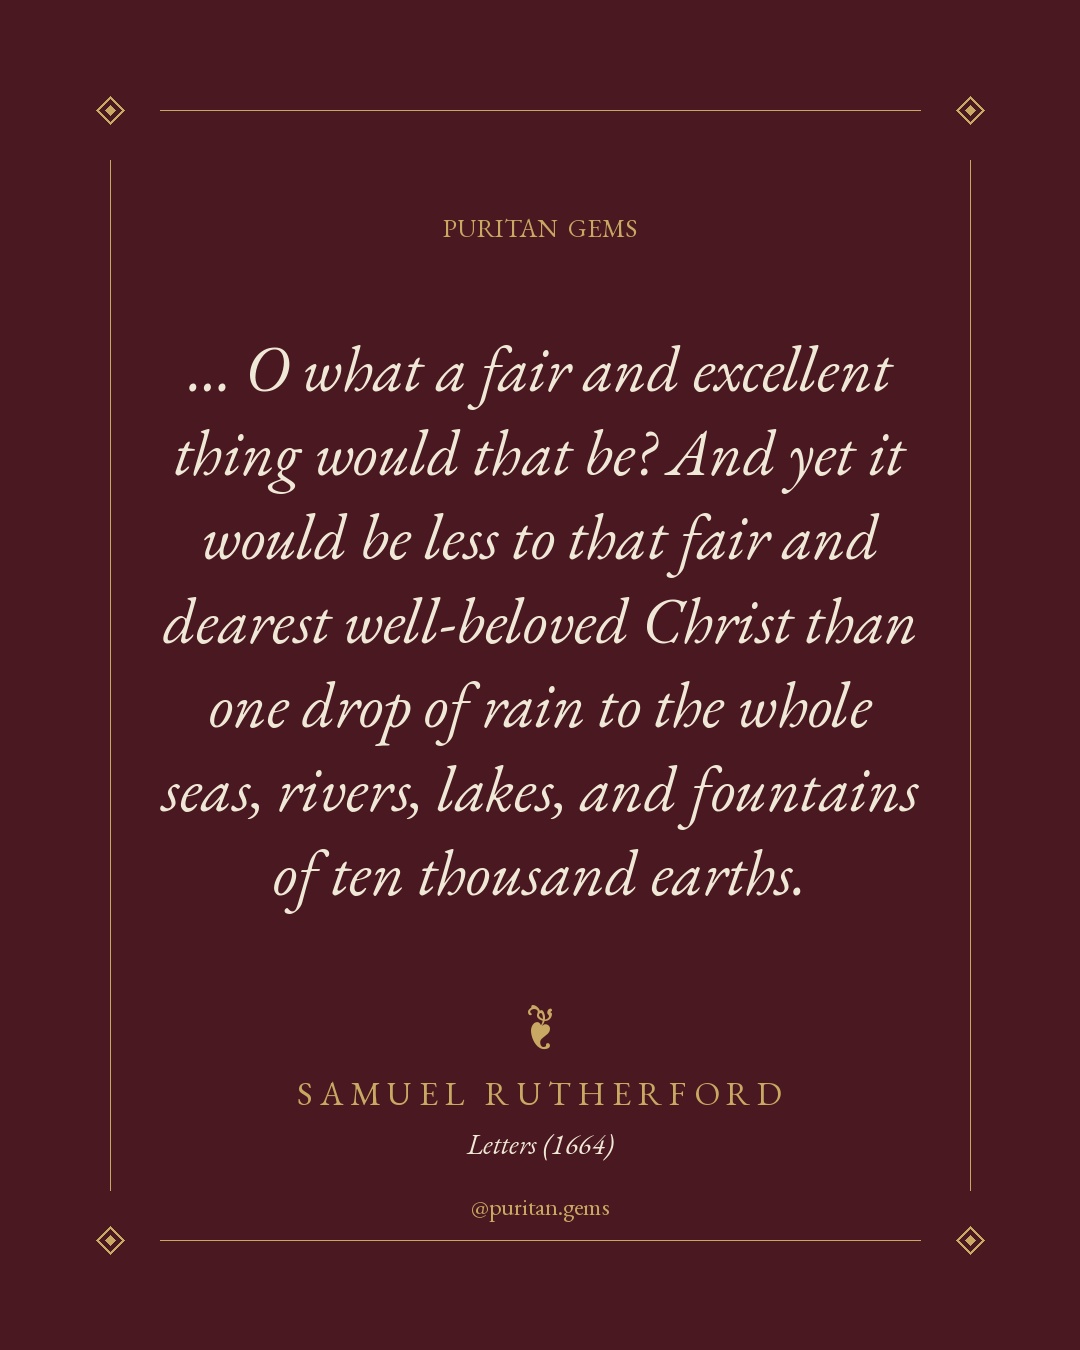 PURITAN GEMS
... O what a fair and excellent
thing would that be? And yet it
would be less to that fair and
dearest well-beloved Christ than
one drop of rain to the whole
seas, rivers, lakes, and fountains
of ten thousand earths.
❦
SAMUEL RUTHERFORD
Letters (1664)
@puritan.gems